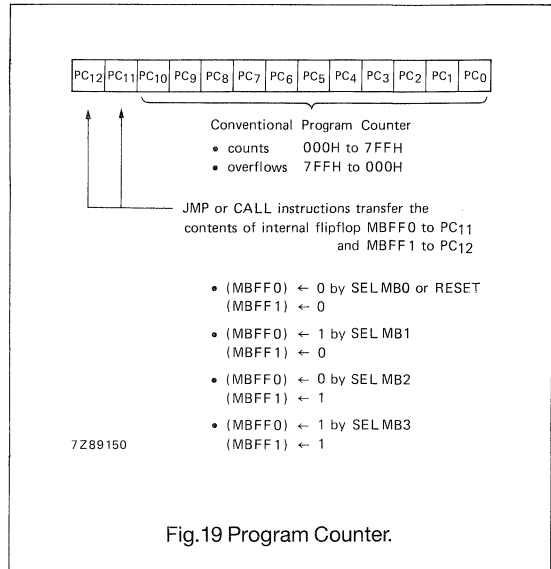 PC12 PC11 PC10 PC9 PC8 PC7 PC6 PC5 PC4 PC3 PC2 PC1 PC0
Conventional Program Counter
• counts 000H to 7FFH
• overflows 7FFH to 000H
JMP or CALL instructions transfer the
contents of internal flipflop MBFF0 to PC11
and MBFF1 to PC12
• (MBFF0) ← 0 by SEL MB0 or RESET
(MBFF1) ← 0
• (MBFF0) ← 1 by SEL MB1
(MBFF1) ← 0
• (MBFF0) ← 0 by SEL MB2
(MBFF1) ← 1
• (MBFF0) ← 1 by SEL MB3
(MBFF1) ← 1
7Z89150
Fig.19 Program Counter.